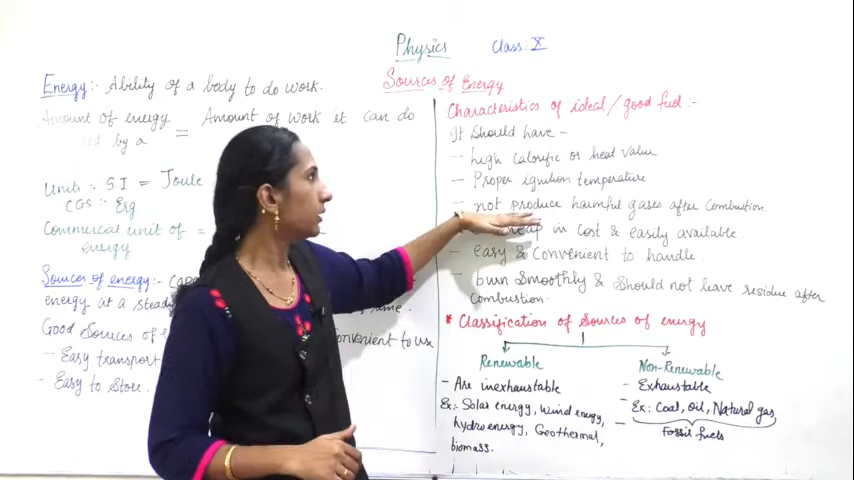 Physics Class: X
Sources of Energy
Energy:- Ability of a body to do work.
Amount of energy = Amount of work it can do
by a
Units:- S I = Joule
CGS:- Erg
Commercial unit of
energy =
Sources of energy:-
energy at a steady
Good Sources of convenient to use
- Easy transport
- Easy to Store.
Characteristics of ideal/good fuel:-
It Should have -
- high Calorific or heat value
- Proper ignition temperature
- not produce harmful gases after Combustion.
in Cost & easily available.
- easy & Convenient to handle.
- burn Smoothly & Should not leave residue after
Combustion.
* Classification of Sources of energy
Renewable
- Are inexhaustable
Ex:- Solar energy, wind energy,
hydroenergy, Geothermal,
biomass.
Non-Renewable
- Exhaustable
- Ex: Coal, Oil, Natural gas
Fossil fuels